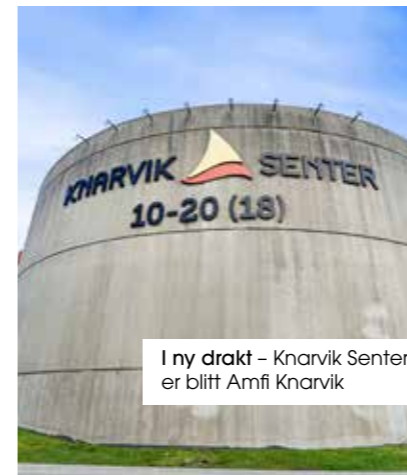 KNARVIK SENTER
10-20 (18)
I ny drakt – Knarvik Senter
er blitt Amfi Knarvik